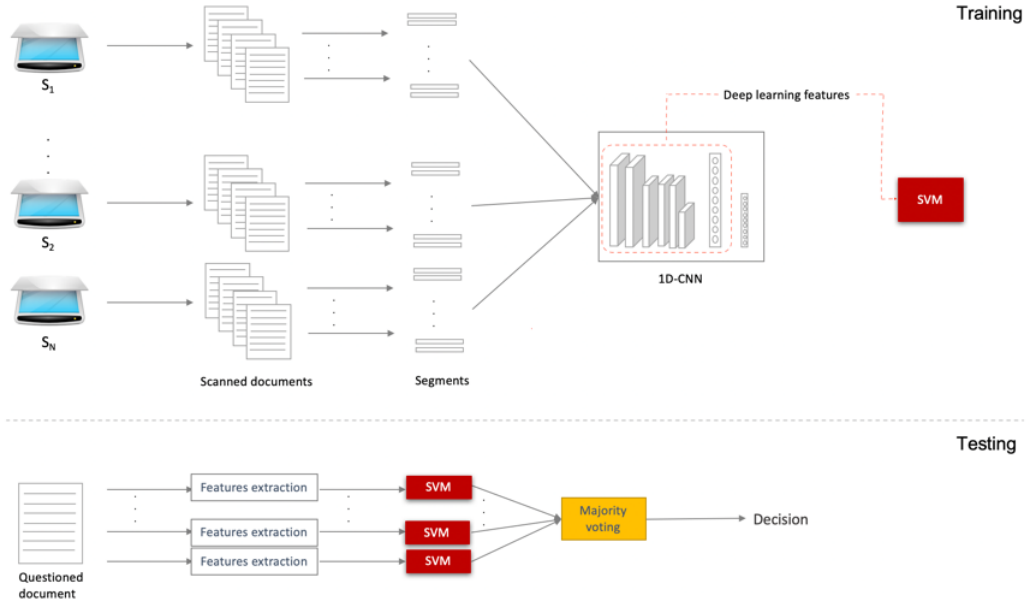 Training
S1
Deep learning features
SVM
S2
1D-CNN
SN
Scanned documents
Segments
Testing
Features extraction
SVM
Majority
voting
Decision
Features extraction
SVM
Features extraction
SVM
Questioned
document